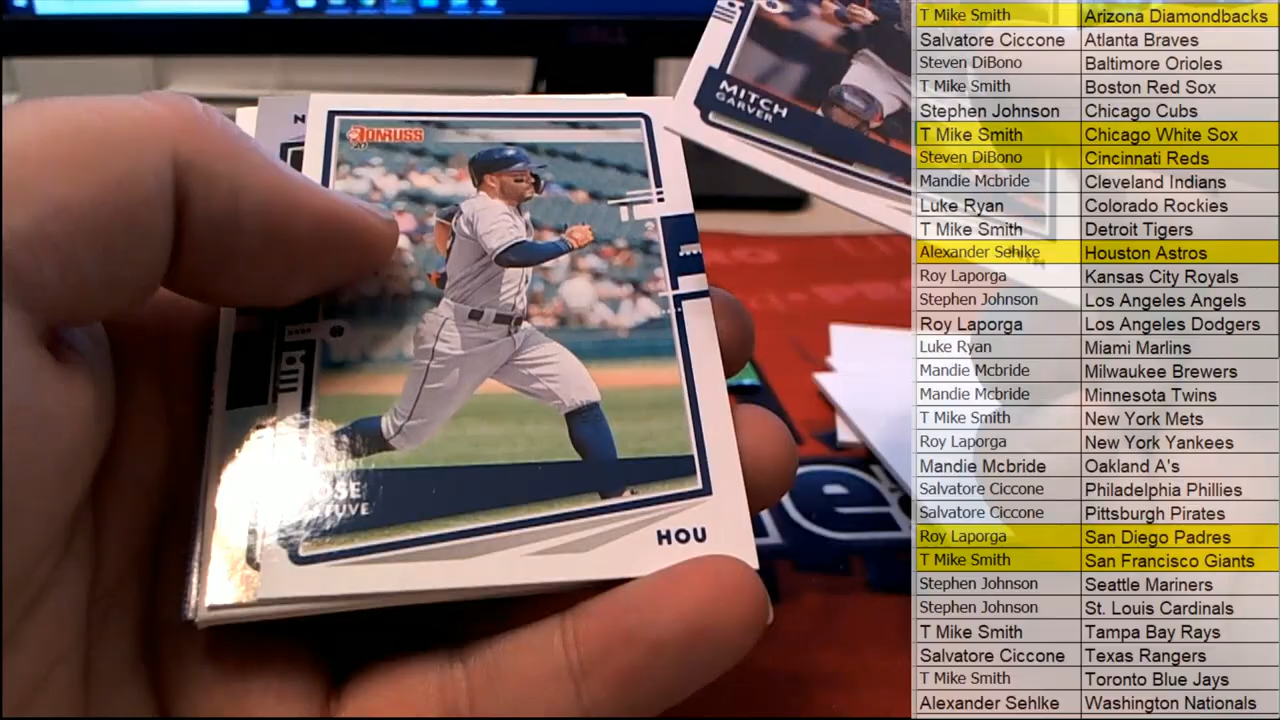 DONRUSS
OSE
TUVE
HOU
MITCH
GARVER
T Mike Smith Arizona Diamondbacks
Salvatore Ciccone Atlanta Braves
Steven DiBono Baltimore Orioles
T Mike Smith Boston Red Sox
Stephen Johnson Chicago Cubs
T Mike Smith Chicago White Sox
Steven DiBono Cincinnati Reds
Mandie Mcbride Cleveland Indians
Luke Ryan Colorado Rockies
T Mike Smith Detroit Tigers
Alexander Sehlke Houston Astros
Roy Laporga Kansas City Royals
Stephen Johnson Los Angeles Angels
Roy Laporga Los Angeles Dodgers
Luke Ryan Miami Marlins
Mandie Mcbride Milwaukee Brewers
Mandie Mcbride Minnesota Twins
T Mike Smith New York Mets
Roy Laporga New York Yankees
Mandie Mcbride Oakland A's
Salvatore Ciccone Philadelphia Phillies
Salvatore Ciccone Pittsburgh Pirates
Roy Laporga San Diego Padres
T Mike Smith San Francisco Giants
Stephen Johnson Seattle Mariners
Stephen Johnson St. Louis Cardinals
T Mike Smith Tampa Bay Rays
Salvatore Ciccone Texas Rangers
T Mike Smith Toronto Blue Jays
Alexander Sehlke Washington Nationals